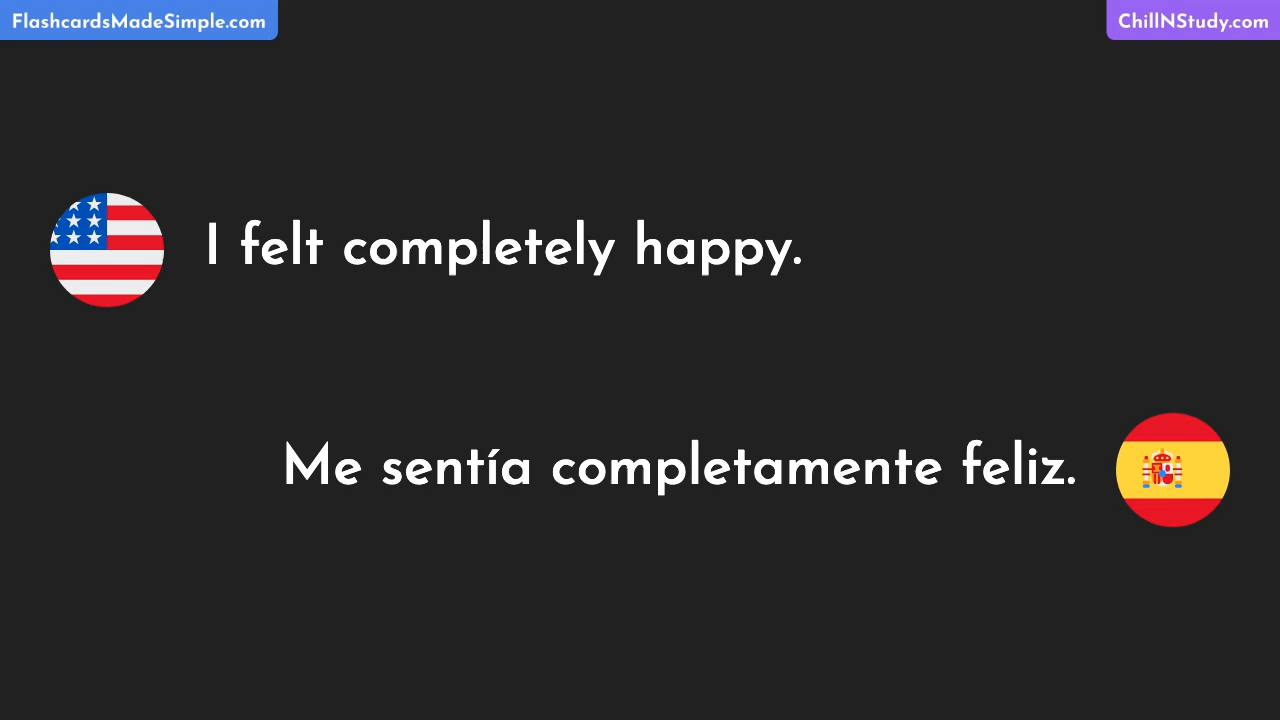 FlashcardsMadeSimple.com
ChillNStudy.com
I felt completely happy.
Me sentía completamente feliz.